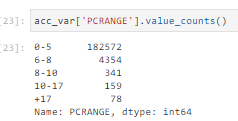 [23]: acc_var['PCRANGE'].value_counts()
[23]: 0-5 182572
6-8 4354
8-10 341
10-17 159
+17 78
Name: PCRANGE, dtype: int64